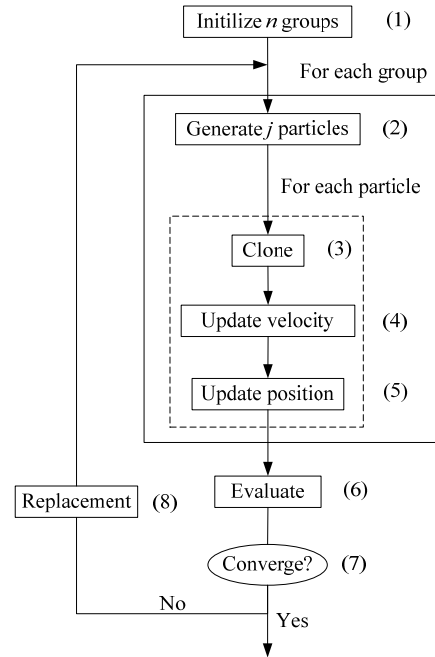 Initilize n groups (1)
For each group
Generate j particles (2)
For each particle
Clone (3)
Update velocity (4)
Update position (5)
Evaluate (6)
Replacement (8)
Converge? (7)
No
Yes